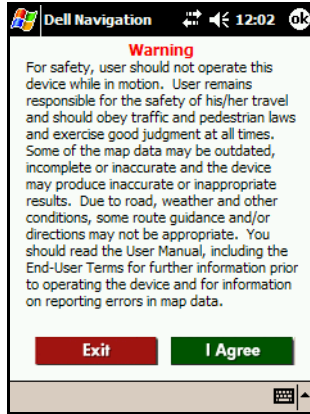 Dell Navigation 12:02 ok
Warning
For safety, user should not operate this
device while in motion. User remains
responsible for the safety of his/her travel
and should obey traffic and pedestrian laws
and exercise good judgment at all times.
Some of the map data may be outdated,
incomplete or inaccurate and the device
may produce inaccurate or inappropriate
results. Due to road, weather and other
conditions, some route guidance and/or
directions may not be appropriate. You
should read the User Manual, including the
End-User Terms for further information prior
to operating the device and for information
on reporting errors in map data.
Exit I Agree